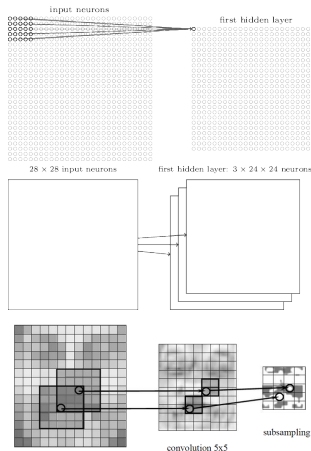 input neurons
first hidden layer
28 × 28 input neurons
first hidden layer: 3 × 24 × 24 neurons
subsampling
convolution 5x5